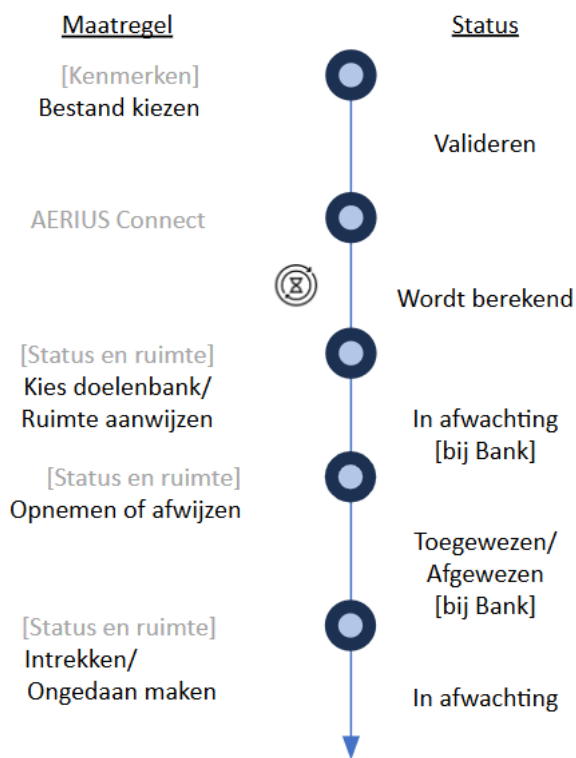 Maatregel
Status
[Kenmerken]
Bestand kiezen
Valideren
AERIUS Connect
Wordt berekend
[Status en ruimte]
Kies doelenbank/
Ruimte aanwijzen
In afwachting
[bij Bank]
[Status en ruimte]
Opnemen of afwijzen
Toegewezen/
Afgewezen
[bij Bank]
[Status en ruimte]
Intrekken/
Ongedaan maken
In afwachting